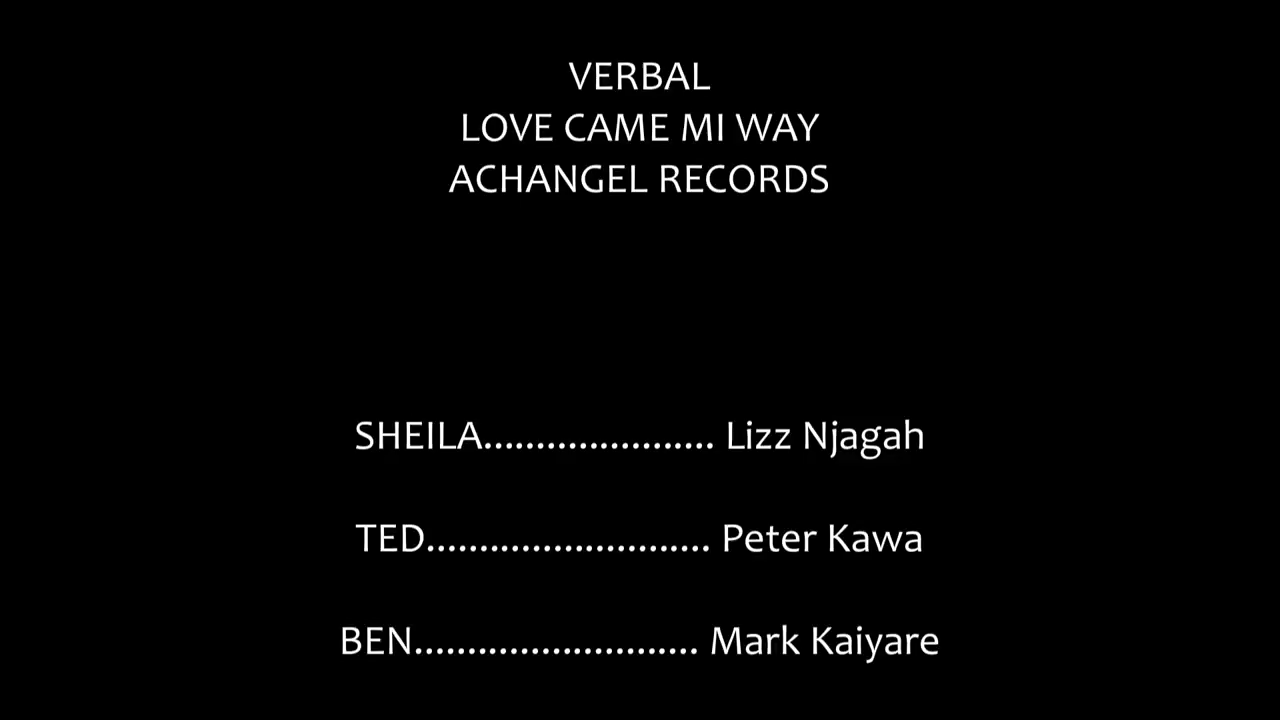 VERBAL
LOVE CAME MI WAY
ACHANGEL RECORDS
SHEILA...................... Lizz Njagah
TED........................... Peter Kawa
BEN........................... Mark Kaiyare